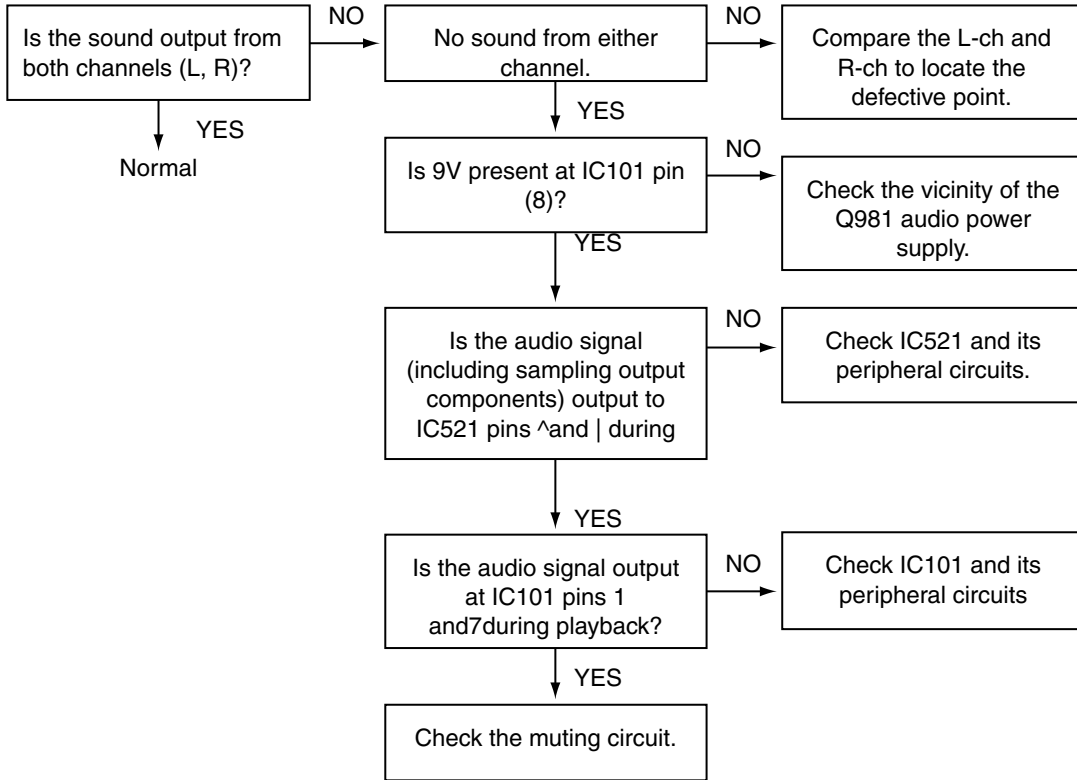 Is the sound output from
both channels (L, R)?
NO
No sound from either
channel.
NO
Compare the L-ch and
R-ch to locate the
defective point.
YES
Normal
YES
Is 9V present at IC101 pin
(8)?
NO
Check the vicinity of the
Q981 audio power
supply.
YES
Is the audio signal
(including sampling output
components) output to
IC521 pins ^and | during
NO
Check IC521 and its
peripheral circuits.
YES
Is the audio signal output
at IC101 pins 1
and7during playback?
NO
Check IC101 and its
peripheral circuits
YES
Check the muting circuit.